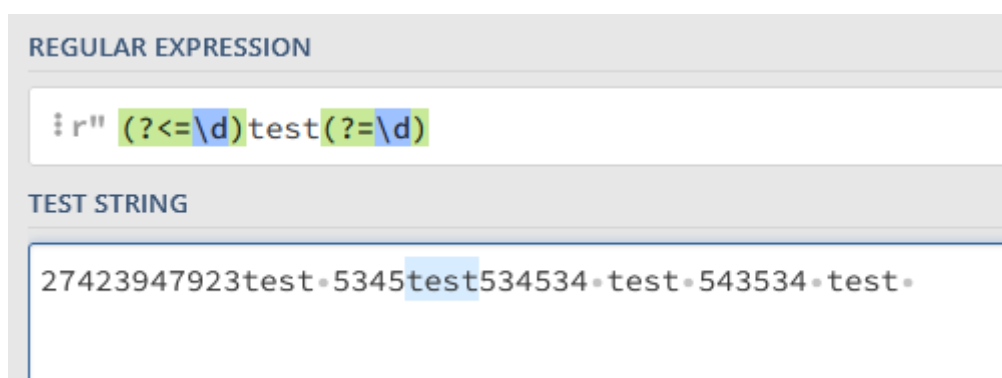 REGULAR EXPRESSION
r" (?<=\d)test(?=\d)
TEST STRING
27423947923test·5345test534534·test·543534·test·